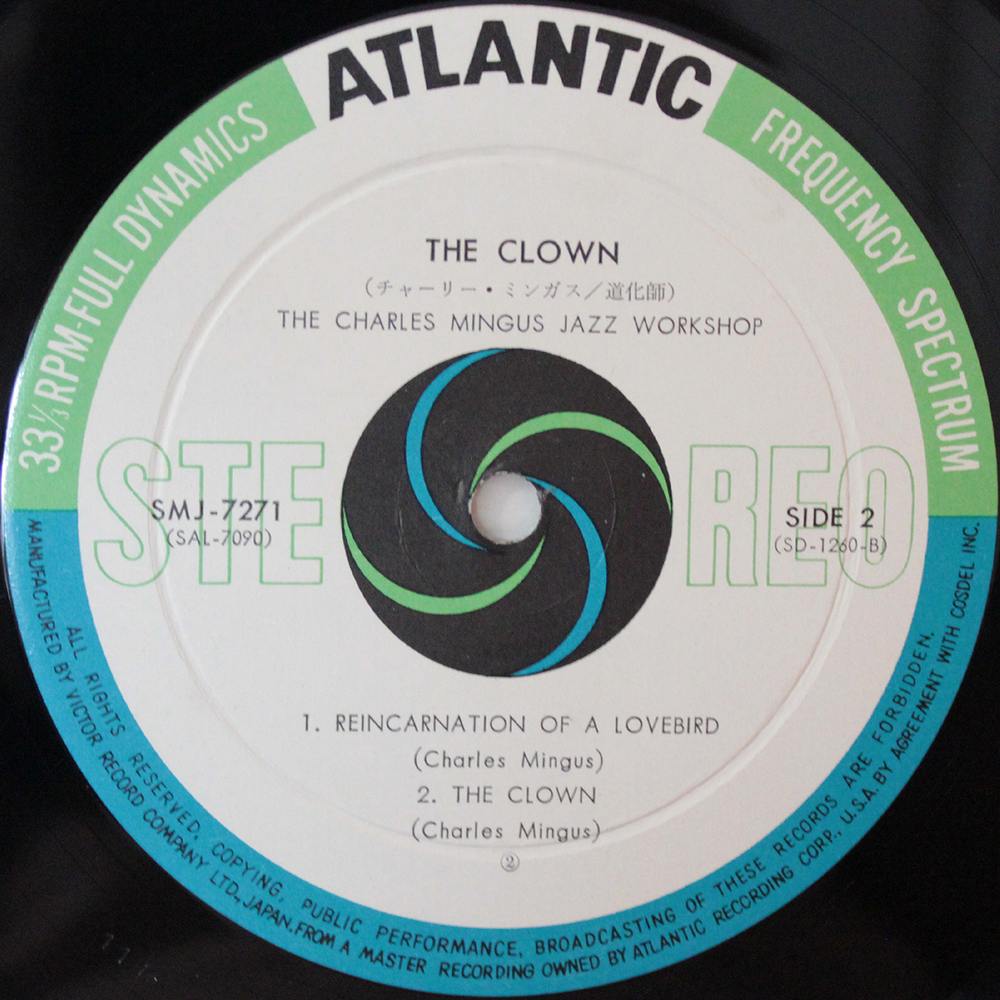 ATLANTIC
33⅓ RPM-FULL DYNAMICS
FREQUENCY SPECTRUM
THE CLOWN
(チャーリー・ミンガス/道化師)
THE CHARLES MINGUS JAZZ WORKSHOP
STEREO
SMJ-7271
(SAL-7090)
SIDE 2
(SD-1260-B)
1. REINCARNATION OF A LOVEBIRD
(Charles Mingus)
2. THE CLOWN
(Charles Mingus)
②
ALL RIGHTS RESERVED, COPYING, PUBLIC PERFORMANCE, BROADCASTING OF THESE RECORDS ARE FORBIDDEN.
MANUFACTURED BY VICTOR RECORD COMPANY LTD., JAPAN. FROM A MASTER RECORDING OWNED BY ATLANTIC RECORDING CORP., U.S.A. BY AGREEMENT WITH COSDEL INC.